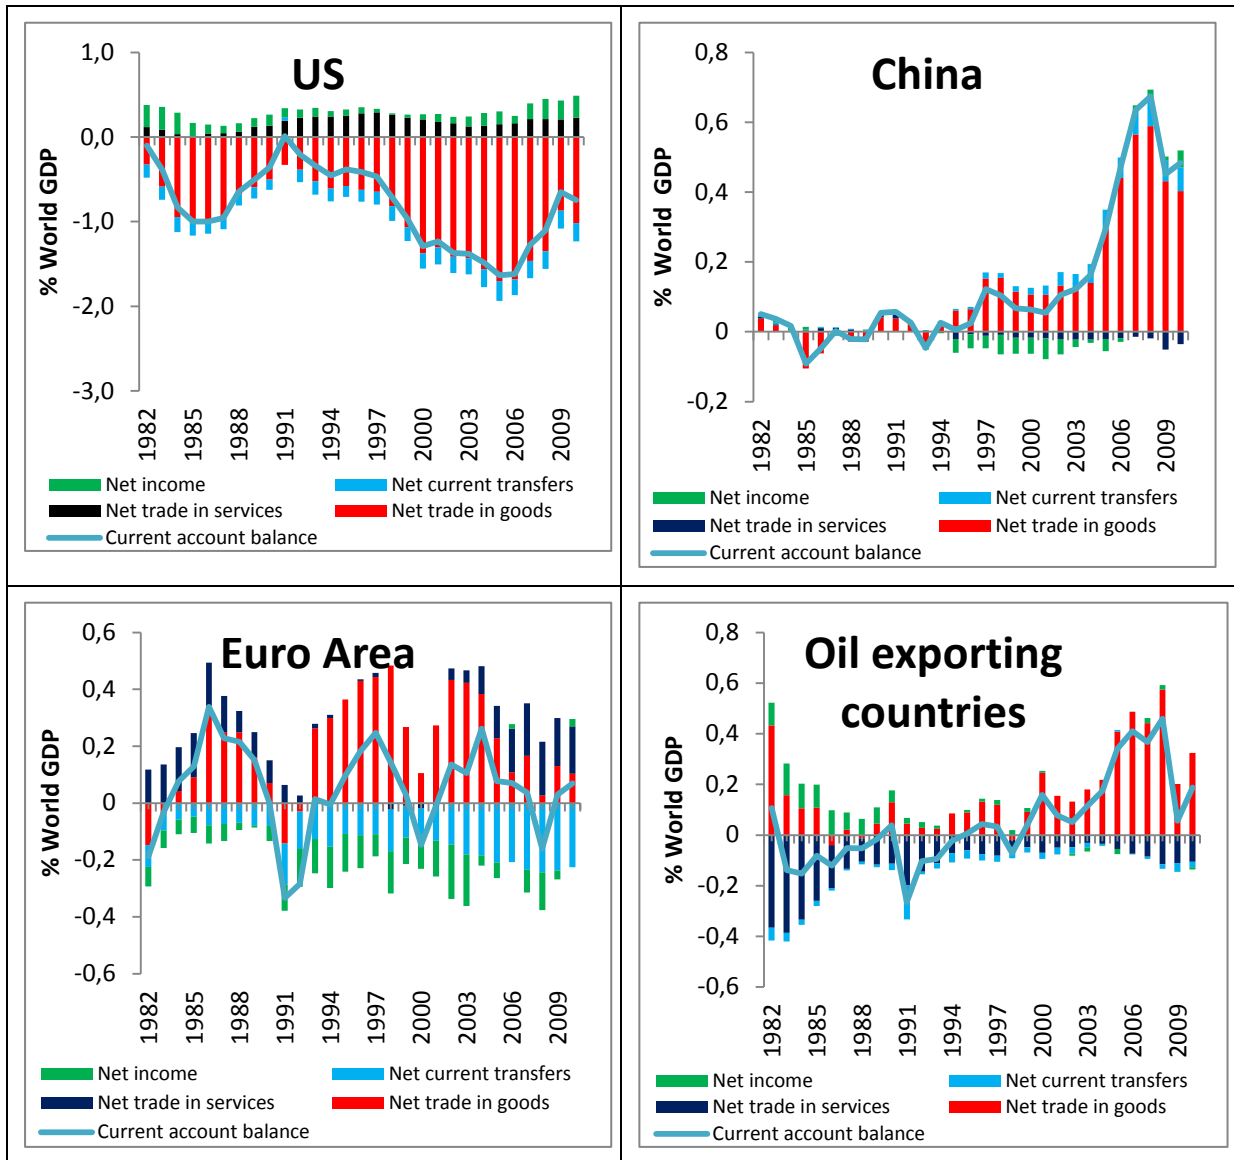 US
% World GDP
1,0
0,0
-1,0
-2,0
-3,0
1982
1985
1988
1991
1994
1997
2000
2003
2006
2009
Net income
Net current transfers
Net trade in services
Net trade in goods
Current account balance
China
% World GDP
0,8
0,6
0,4
0,2
0
-0,2
1982
1985
1988
1991
1994
1997
2000
2003
2006
2009
Net income
Net current transfers
Net trade in services
Net trade in goods
Current account balance
Euro Area
% World GDP
0,6
0,4
0,2
0
-0,2
-0,4
-0,6
1982
1985
1988
1991
1994
1997
2000
2003
2006
2009
Net income
Net current transfers
Net trade in services
Net trade in goods
Current account balance
Oil exporting
countries
% World GDP
0,8
0,6
0,4
0,2
0
-0,2
-0,4
-0,6
1982
1985
1988
1991
1994
1997
2000
2003
2006
2009
Net income
Net current transfers
Net trade in services
Net trade in goods
Current account balance